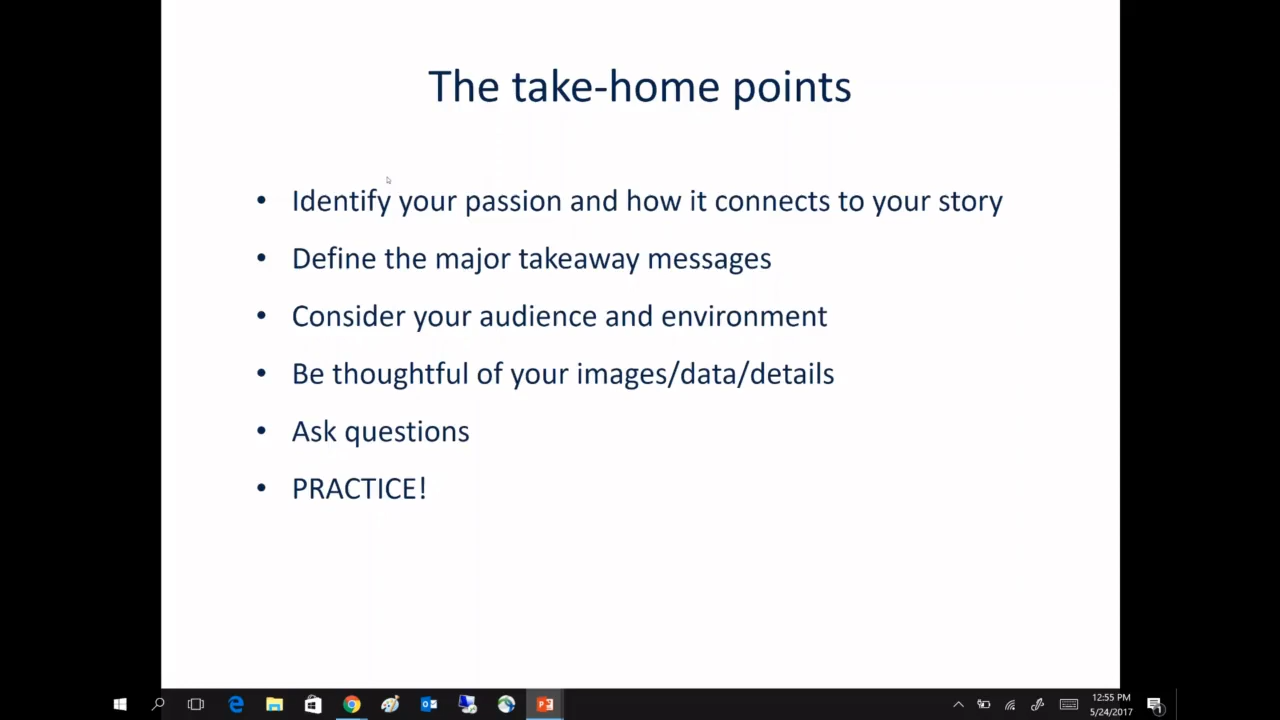 The take-home points
• Identify your passion and how it connects to your story
• Define the major takeaway messages
• Consider your audience and environment
• Be thoughtful of your images/data/details
• Ask questions
• PRACTICE!
12:55 PM
5/24/2017